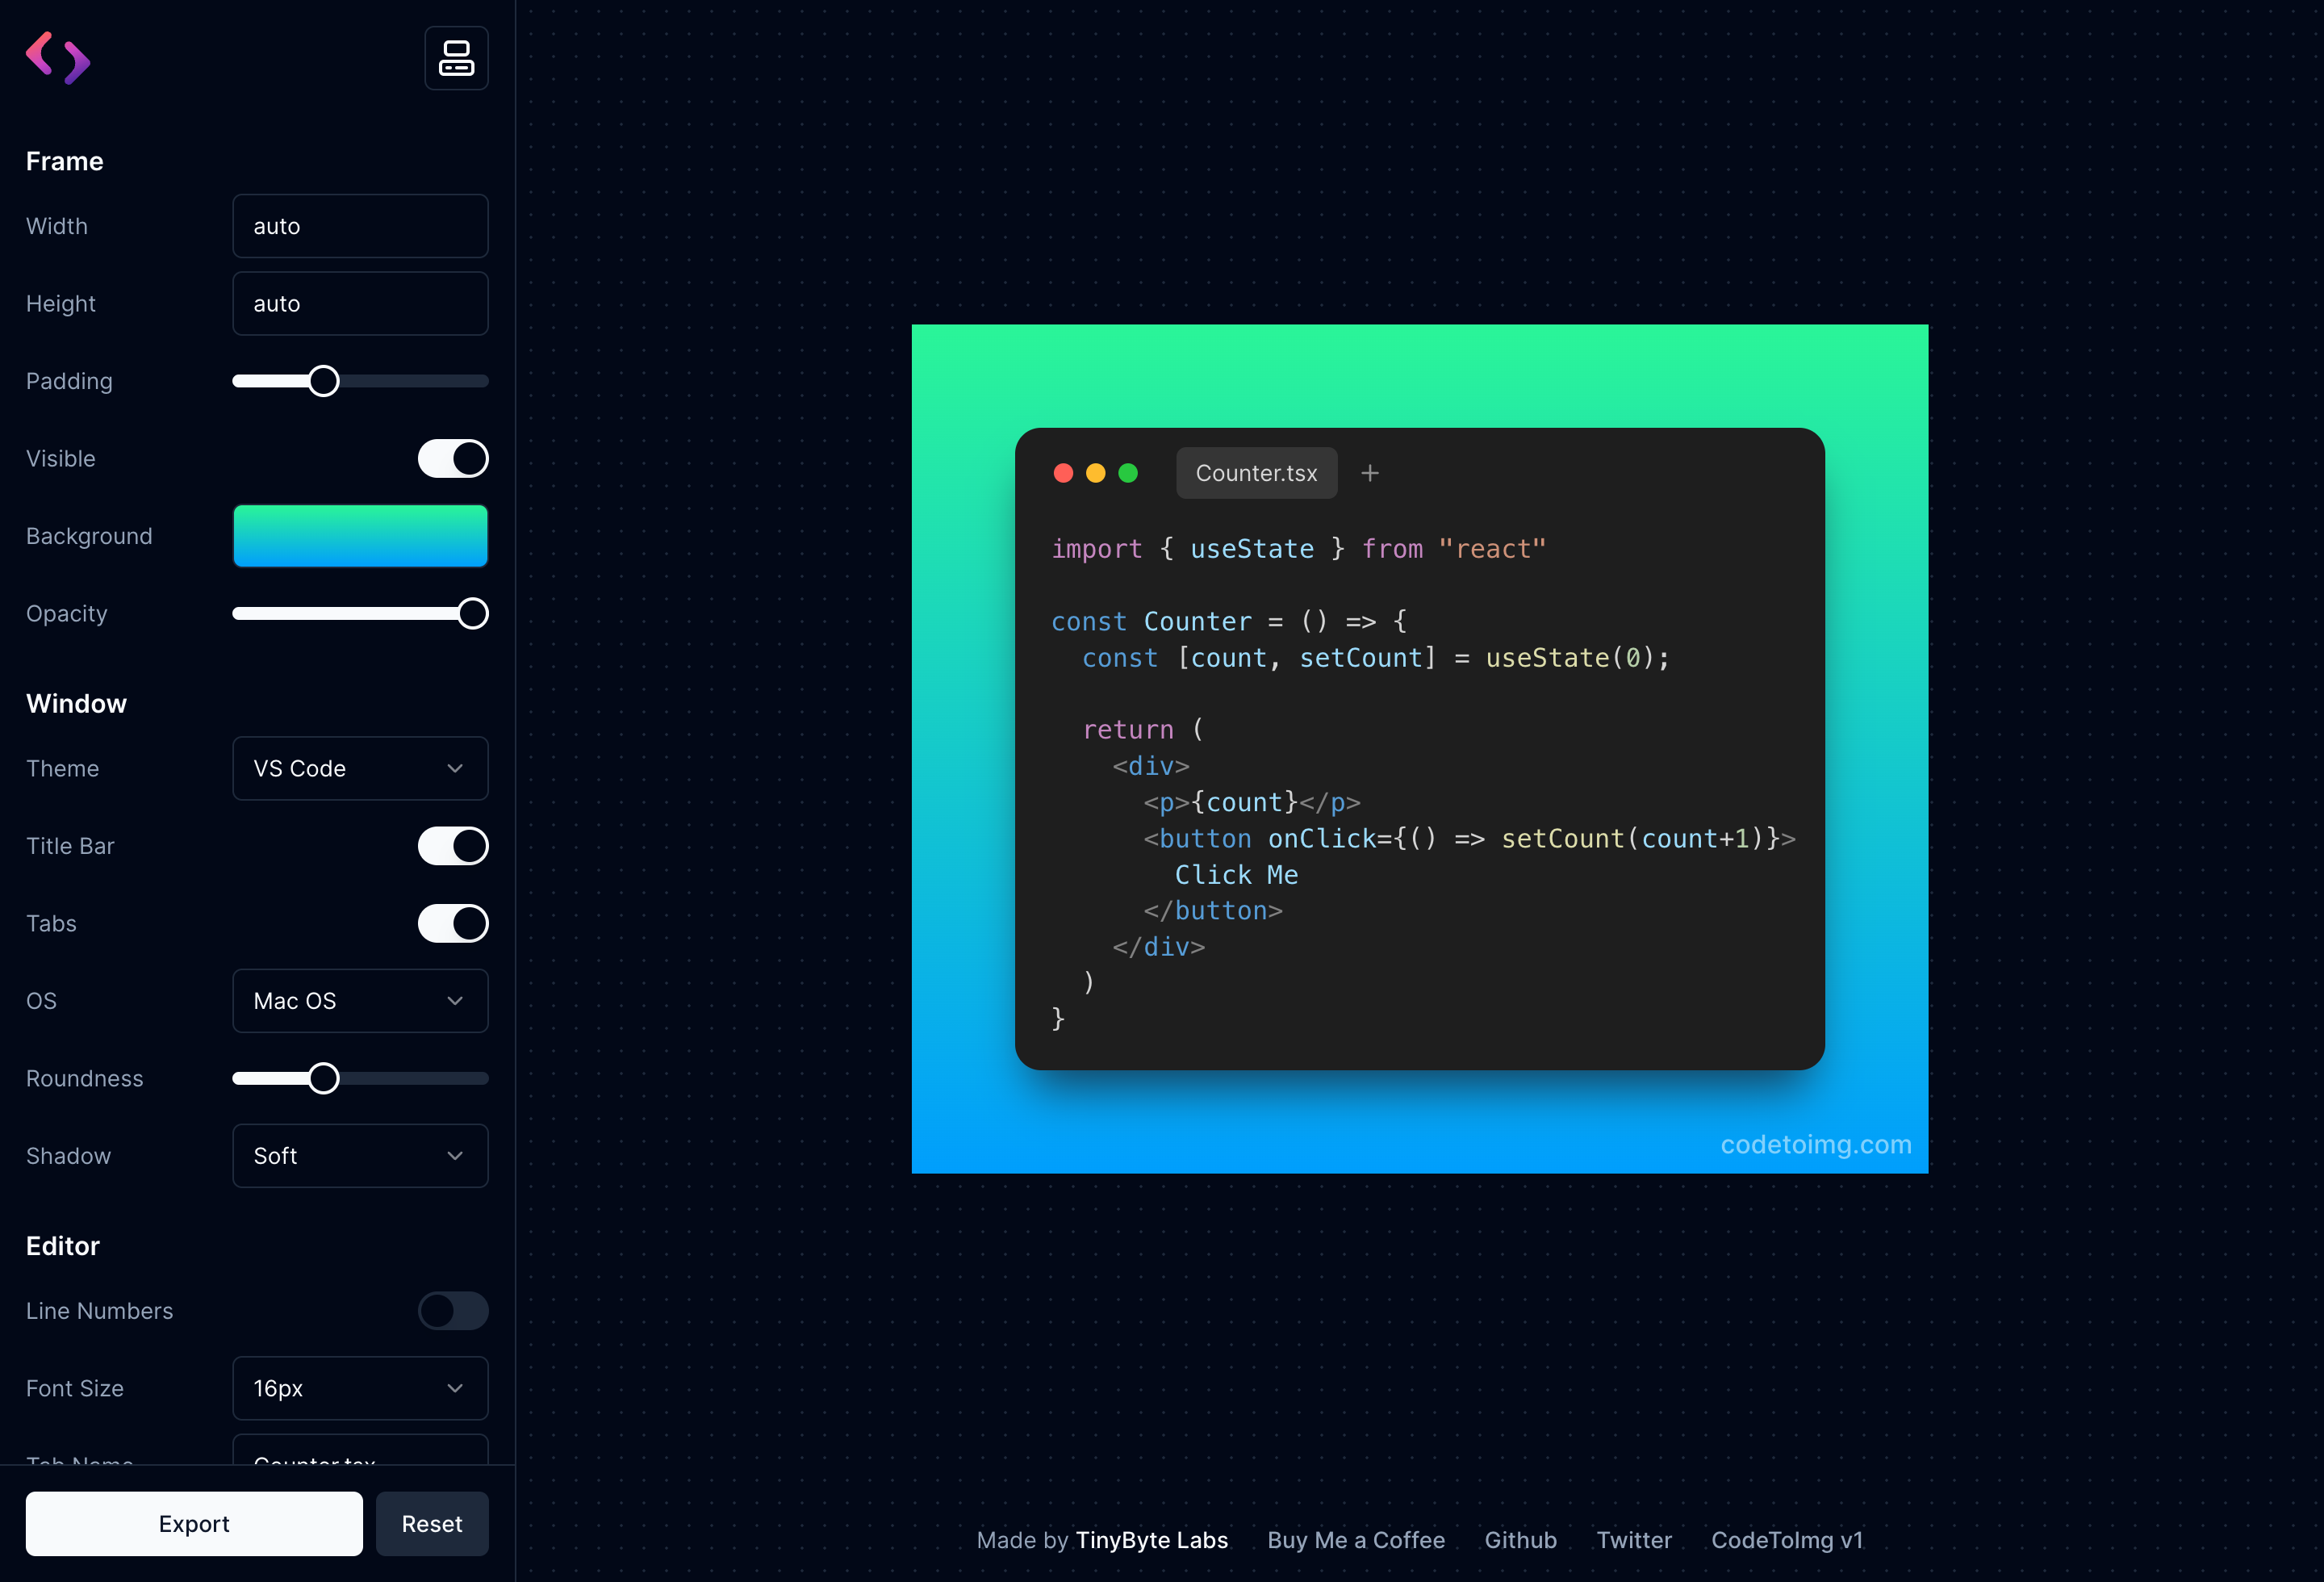 Frame
Width auto
Height auto
Padding
Visible
Background
Opacity
Window
Theme VS Code
Title Bar
Tabs
OS Mac OS
Roundness
Shadow Soft
Editor
Line Numbers
Font Size 16px
Tab Name Counter.tsx
Export Reset
Counter.tsx +
import { useState } from "react"
const Counter = () => {
  const [count, setCount] = useState(0);
  return (
    <div>
      <p>{count}</p>
      <button onClick={() => setCount(count+1)}>
        Click Me
      </button>
    </div>
  )
}
codetoimg.com
Made by TinyByte Labs Buy Me a Coffee Github Twitter CodeToImg v1